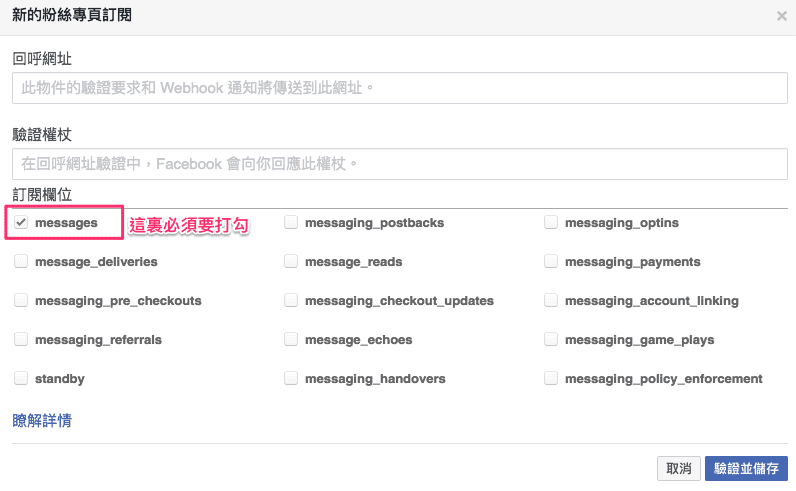 新的粉絲專頁訂閱 ×
回呼網址
此物件的驗證要求和 Webhook 通知將傳送到此網址。
驗證權杖
在回呼網址驗證中，Facebook 會向你回應此權杖。
訂閱欄位
messages 這裏必須要打勾 messaging_postbacks messaging_optins
message_deliveries message_reads messaging_payments
messaging_pre_checkouts messaging_checkout_updates messaging_account_linking
messaging_referrals message_echoes messaging_game_plays
standby messaging_handovers messaging_policy_enforcement
瞭解詳情
取消 驗證並儲存